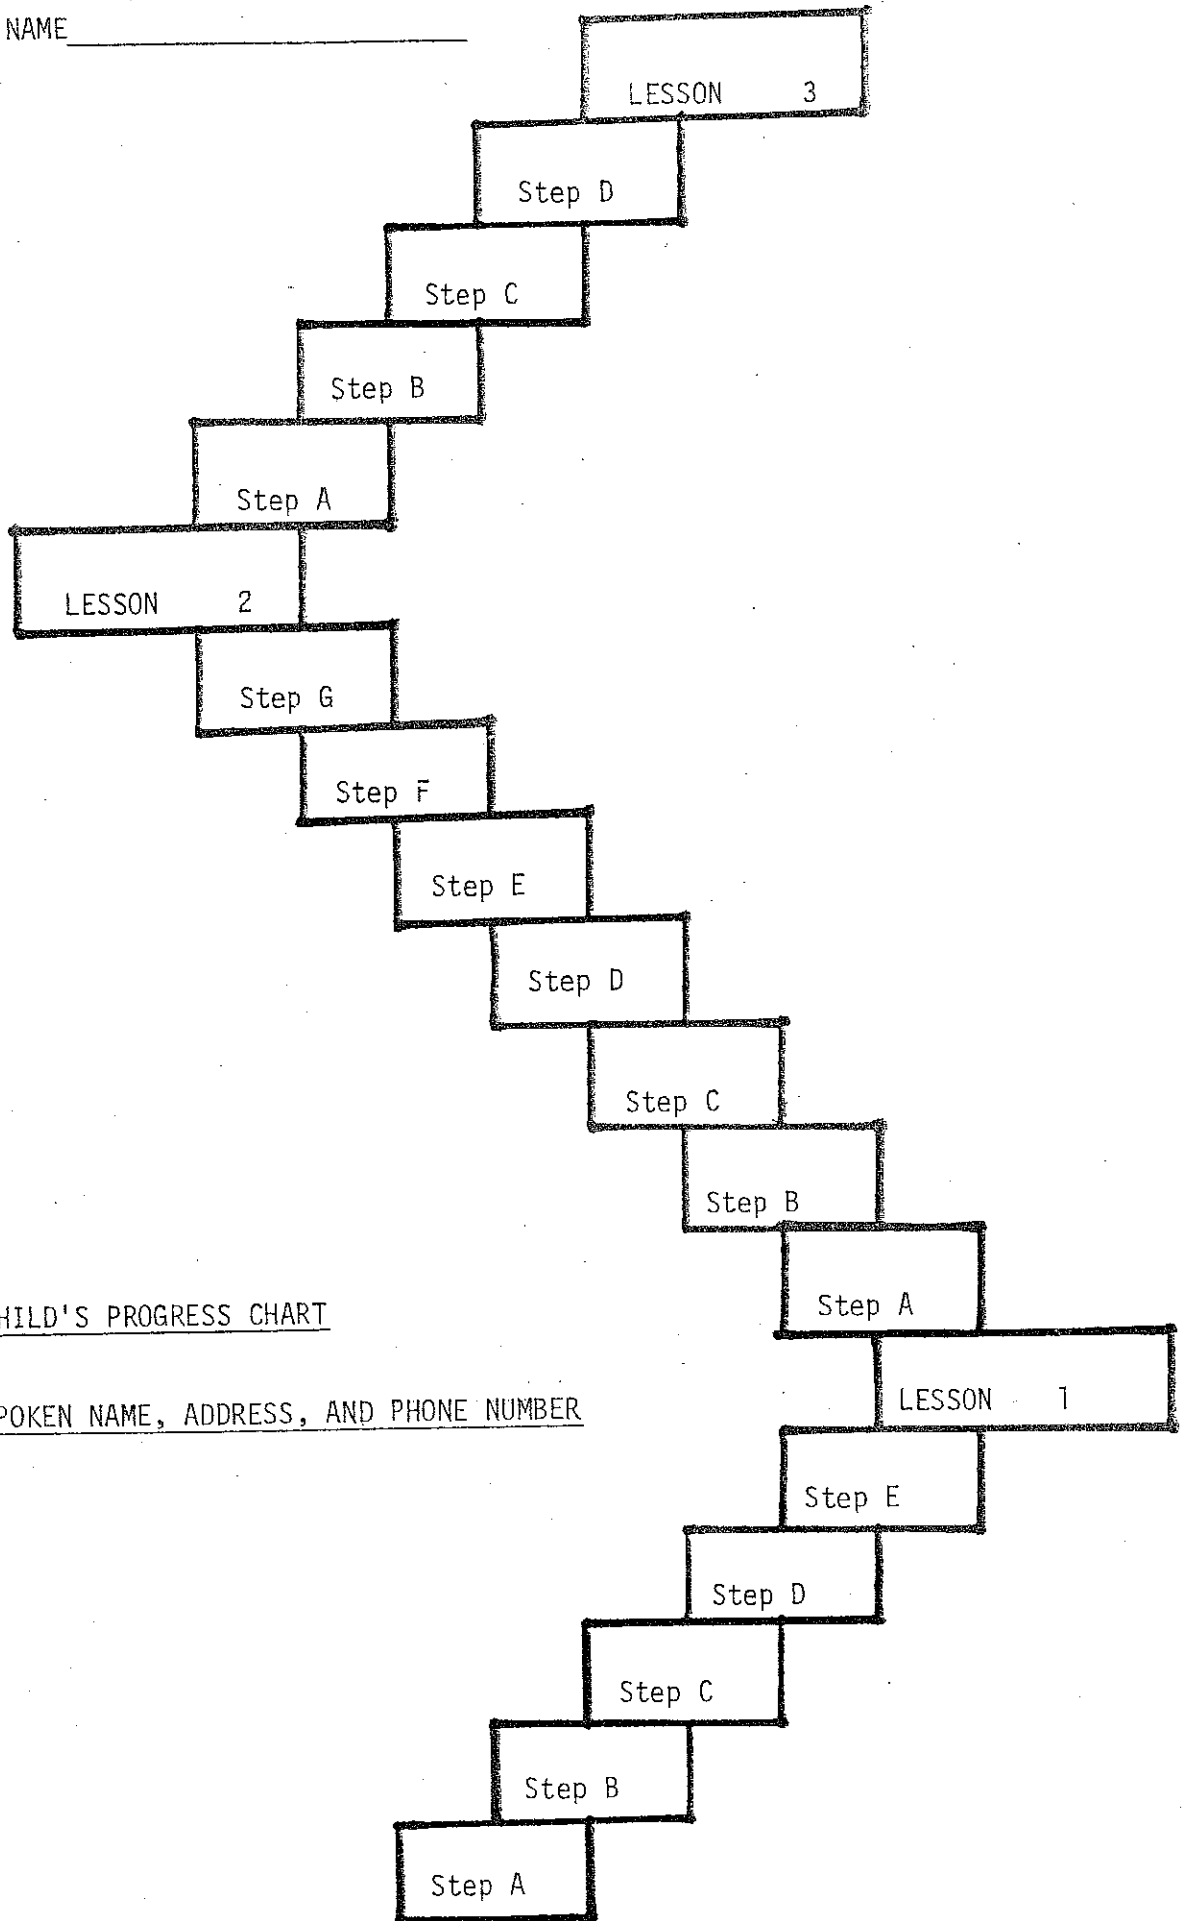 NAME
LESSON 3
Step D
Step C
Step B
Step A
LESSON 2
Step G
Step F
Step E
Step D
Step C
Step B
Step A
HILD'S PROGRESS CHART
LESSON 1
POKEN NAME, ADDRESS, AND PHONE NUMBER
Step E
Step D
Step C
Step B
Step A